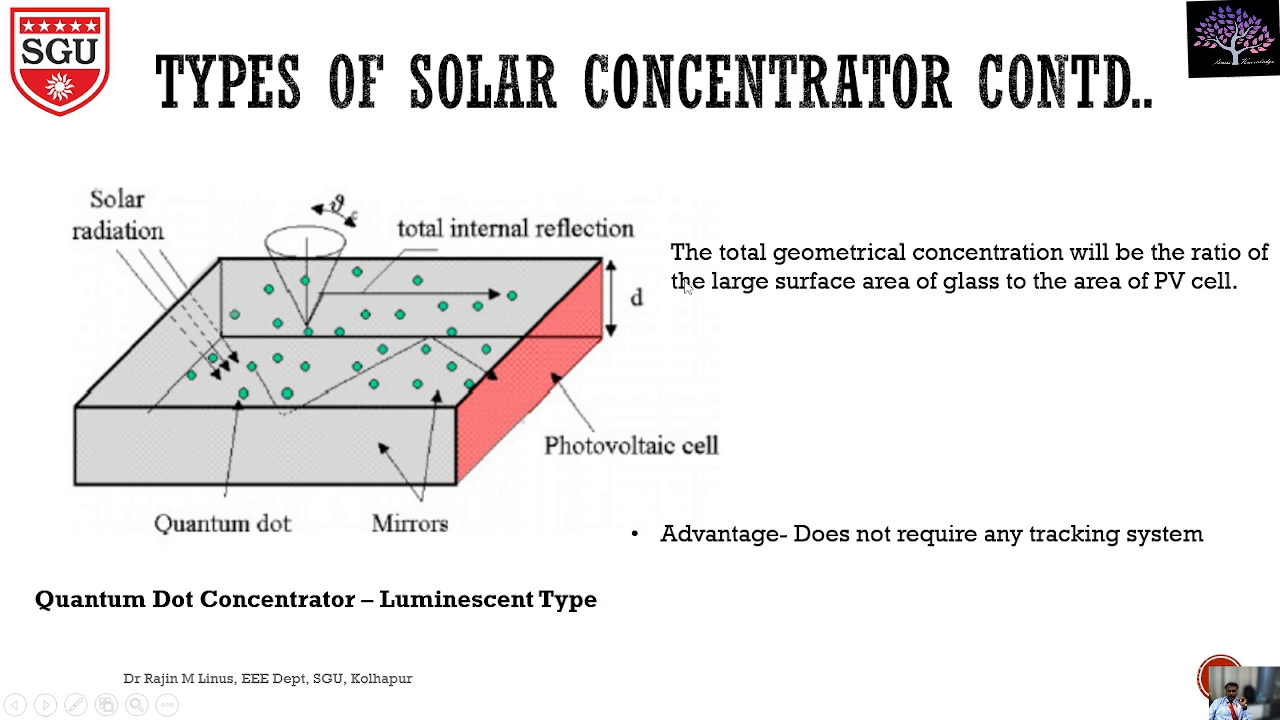 SGU
TYPES OF SOLAR CONCENTRATOR CONTD..
Solar
radiation
ϑ
c
total internal reflection
d
Photovoltaic cell
Quantum dot
Mirrors
The total geometrical concentration will be the ratio of
the large surface area of glass to the area of PV cell.
• Advantage- Does not require any tracking system
Quantum Dot Concentrator – Luminescent Type
Dr Rajin M Linus, EEE Dept, SGU, Kolhapur